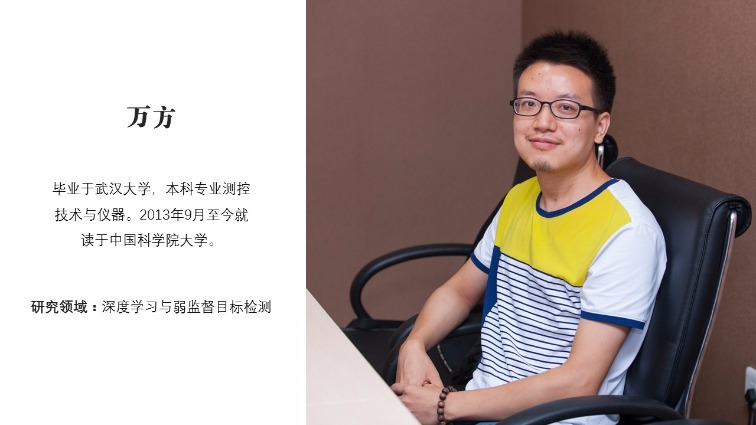 万方
毕业于武汉大学，本科专业测控
技术与仪器。2013年9月至今就
读于中国科学院大学。
研究领域：深度学习与弱监督目标检测